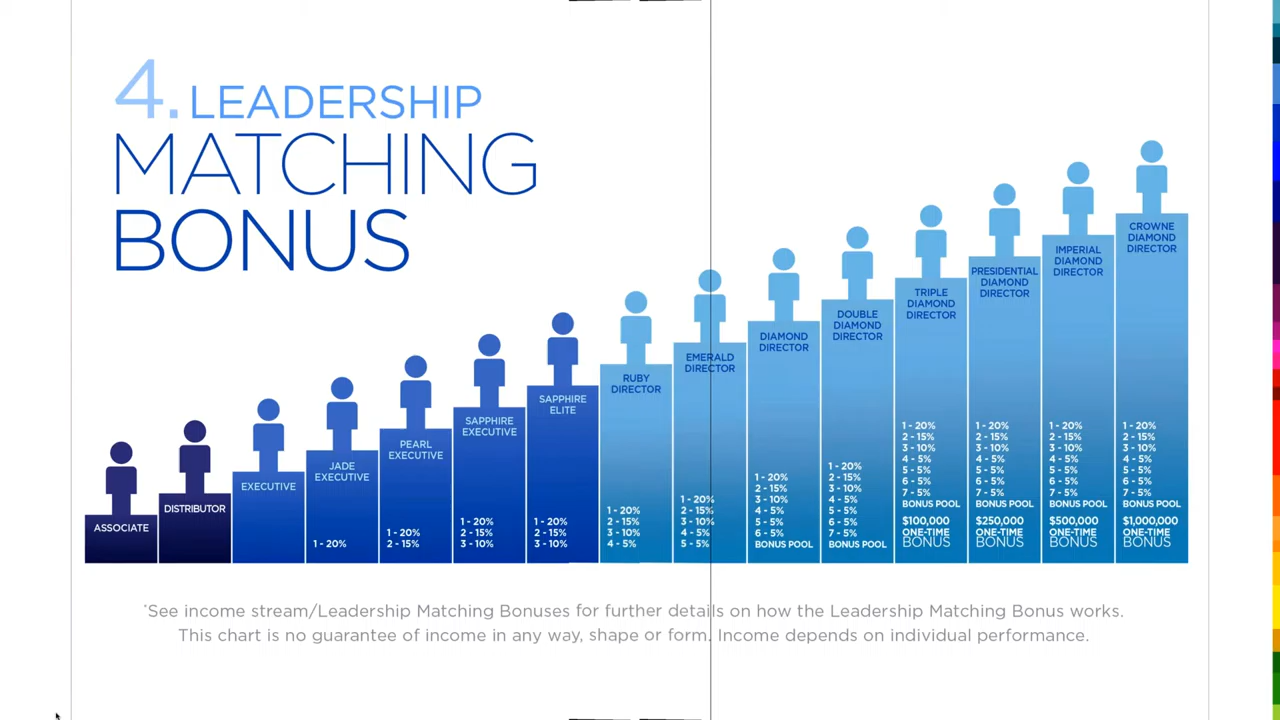 4. LEADERSHIP
MATCHING
BONUS
ASSOCIATE
DISTRIBUTOR
EXECUTIVE
JADE
EXECUTIVE
1 - 20%
PEARL
EXECUTIVE
1 - 20%
2 - 15%
SAPPHIRE
EXECUTIVE
1 - 20%
2 - 15%
3 - 10%
SAPPHIRE
ELITE
1 - 20%
2 - 15%
3 - 10%
RUBY
DIRECTOR
1 - 20%
2 - 15%
3 - 10%
4 - 5%
EMERALD
DIRECTOR
1 - 20%
2 - 15%
3 - 10%
4 - 5%
5 - 5%
DIAMOND
DIRECTOR
1 - 20%
2 - 15%
3 - 10%
4 - 5%
5 - 5%
6 - 5%
BONUS POOL
DOUBLE
DIAMOND
DIRECTOR
1 - 20%
2 - 15%
3 - 10%
4 - 5%
5 - 5%
6 - 5%
7 - 5%
BONUS POOL
TRIPLE
DIAMOND
DIRECTOR
1 - 20%
2 - 15%
3 - 10%
4 - 5%
5 - 5%
6 - 5%
7 - 5%
BONUS POOL
$100,000
ONE-TIME
BONUS
PRESIDENTIAL
DIAMOND
DIRECTOR
1 - 20%
2 - 15%
3 - 10%
4 - 5%
5 - 5%
6 - 5%
7 - 5%
BONUS POOL
$250,000
ONE-TIME
BONUS
IMPERIAL
DIAMOND
DIRECTOR
1 - 20%
2 - 15%
3 - 10%
4 - 5%
5 - 5%
6 - 5%
7 - 5%
BONUS POOL
$500,000
ONE-TIME
BONUS
CROWNE
DIAMOND
DIRECTOR
1 - 20%
2 - 15%
3 - 10%
4 - 5%
5 - 5%
6 - 5%
7 - 5%
BONUS POOL
$1,000,000
ONE-TIME
BONUS
*See income stream/Leadership Matching Bonuses for further details on how the Leadership Matching Bonus works.
This chart is no guarantee of income in any way, shape or form. Income depends on individual performance.